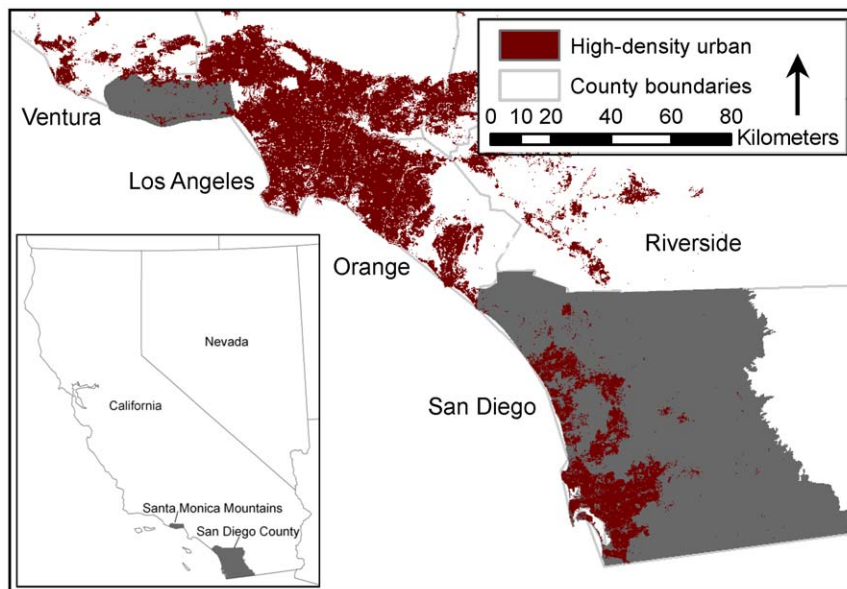 High-density urban
County boundaries
0 10 20 40 60 80
Kilometers
Ventura
Los Angeles
Orange
Riverside
San Diego
Nevada
California
Santa Monica Mountains
San Diego County